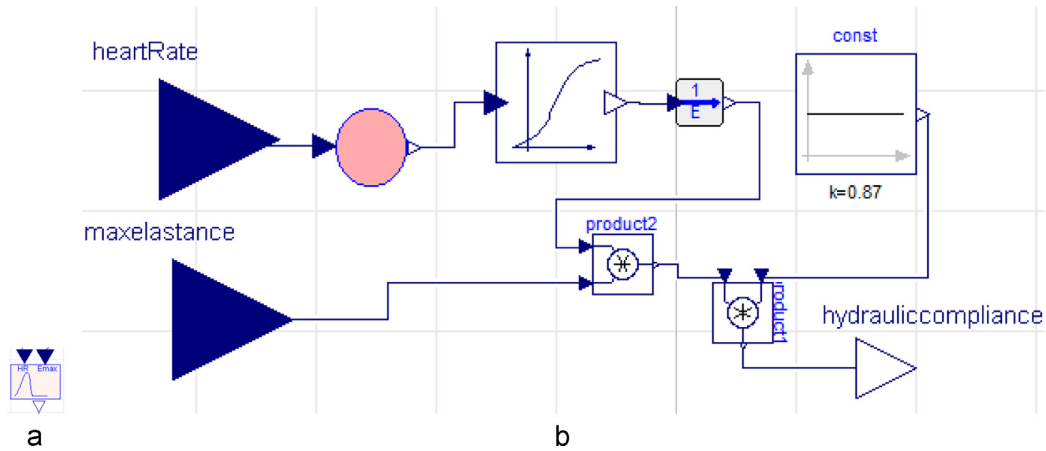 heartRate
const
1
E
k=0.87
maxelastance
product2
roduct1
hydrauliccompliance
HR Emax
a
b